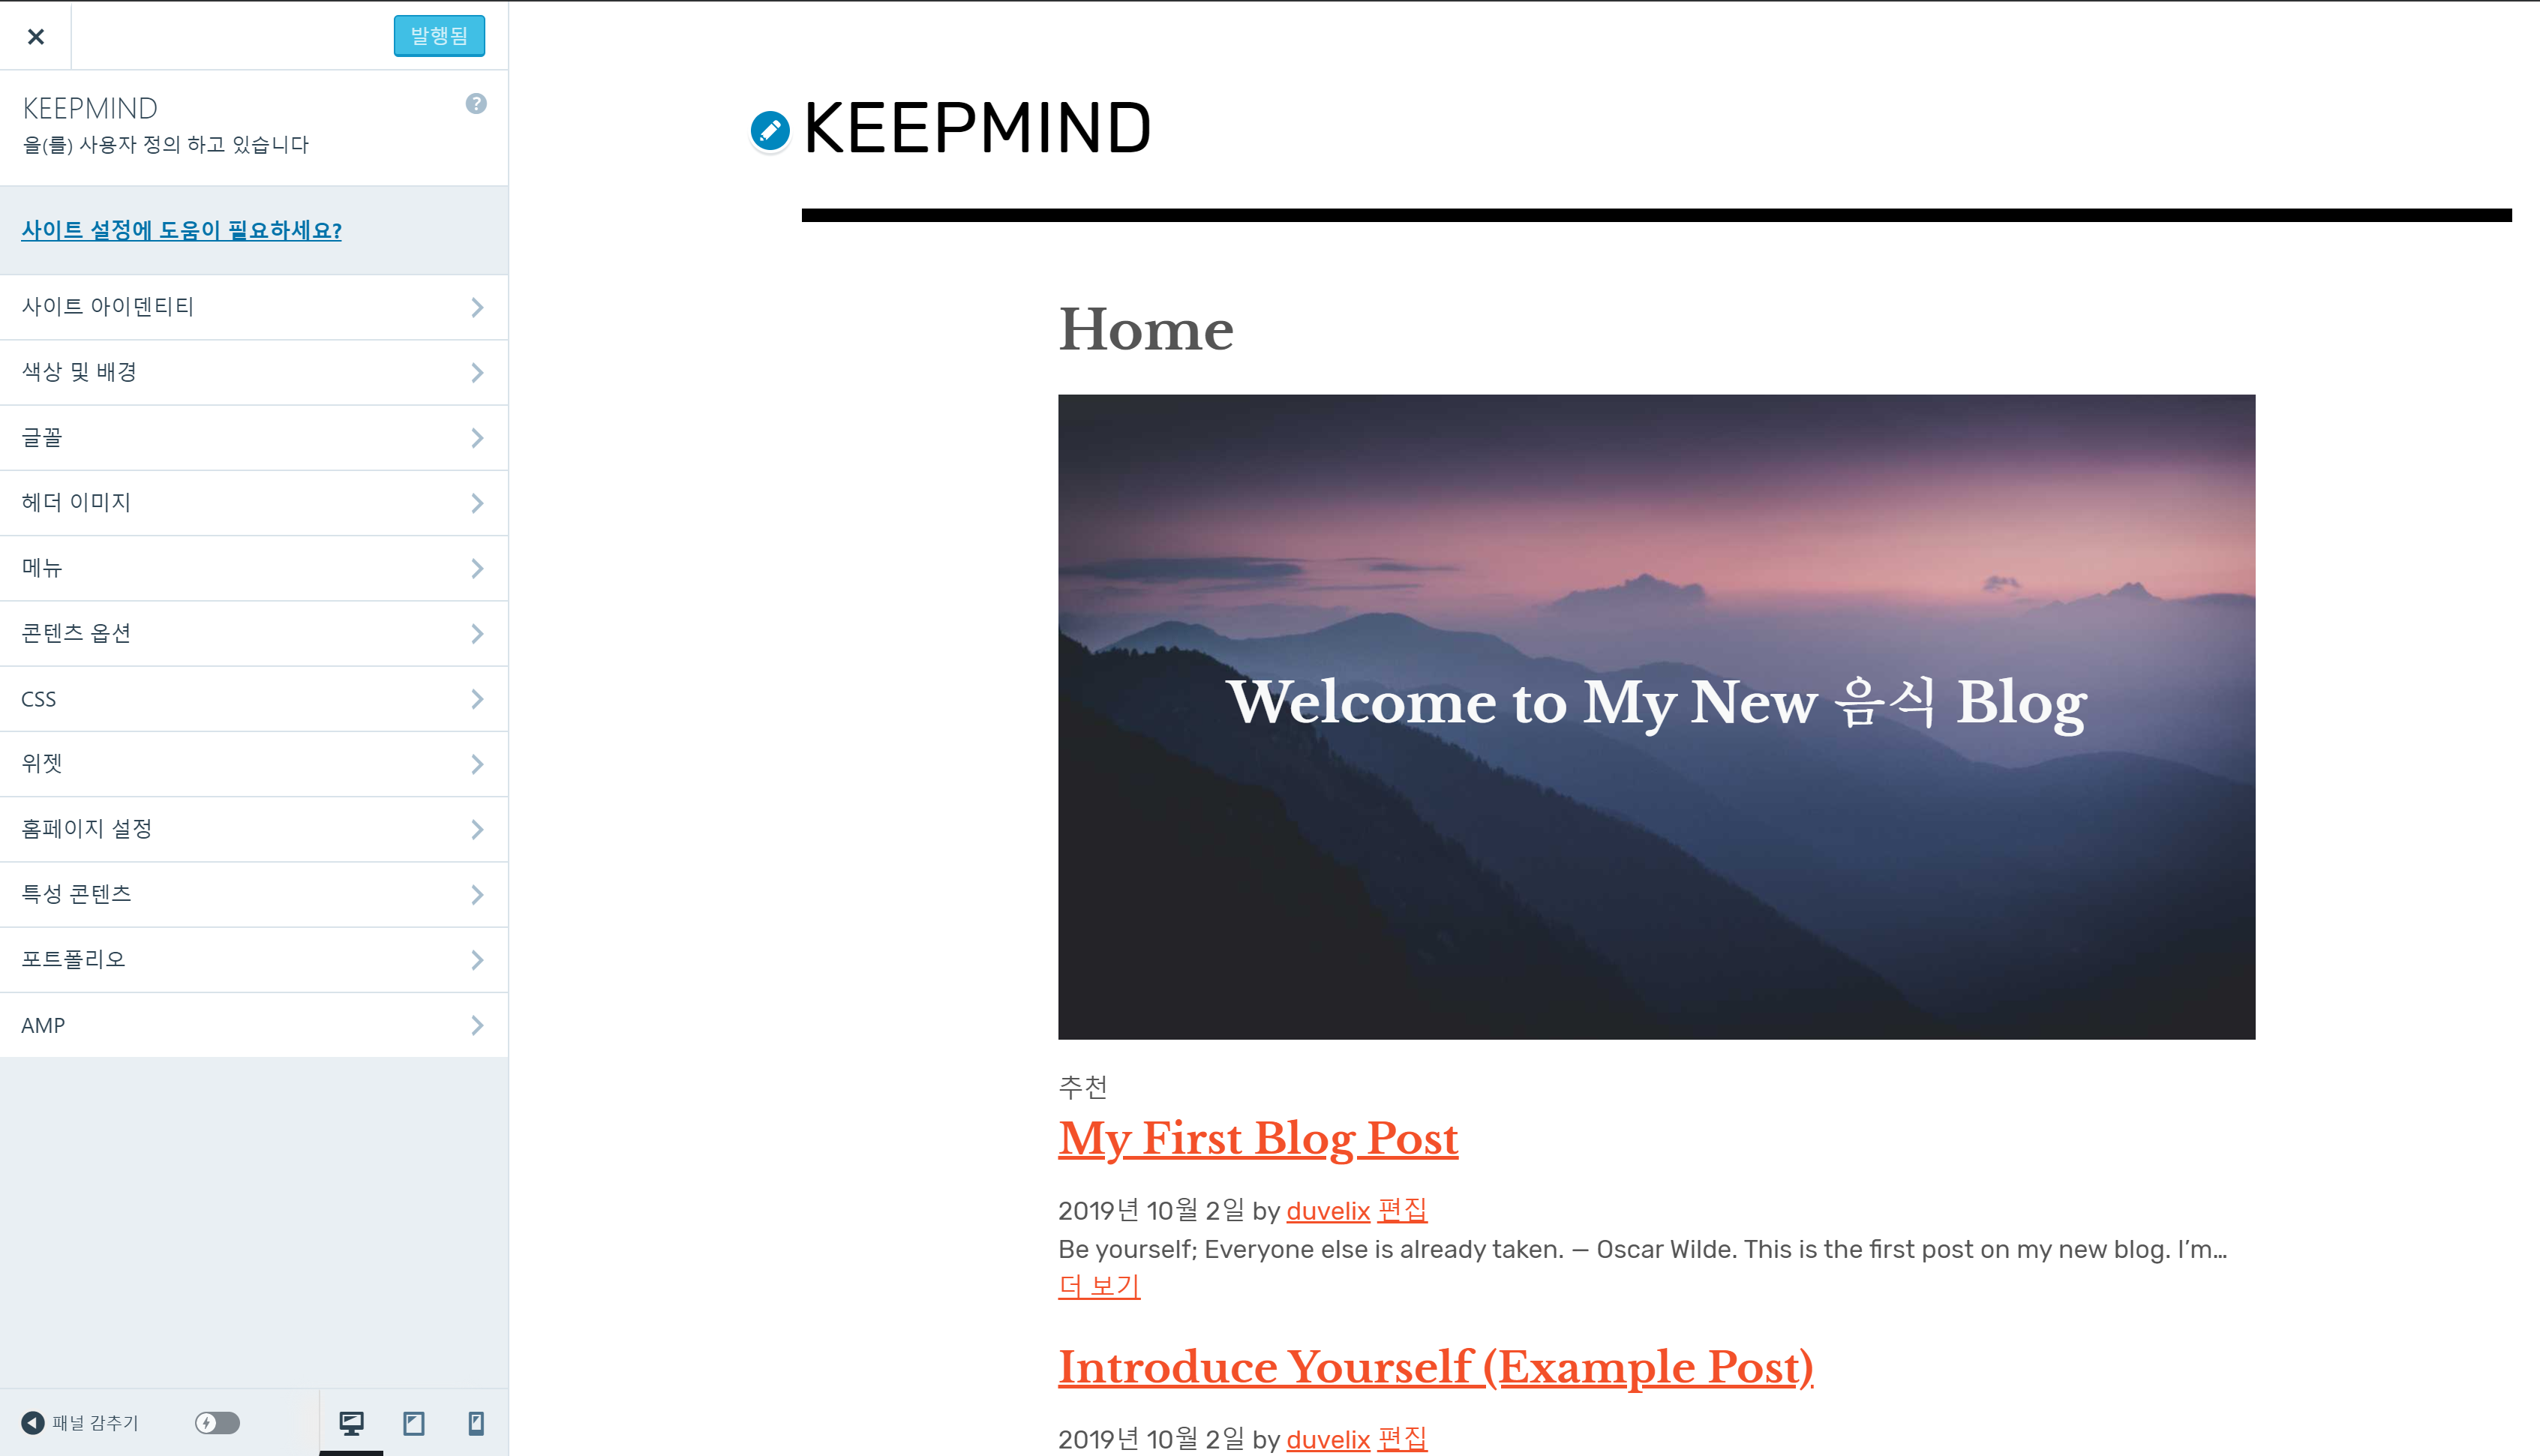 발행됨
KEEPMIND
을(를) 사용자 정의 하고 있습니다
사이트 설정에 도움이 필요하세요?
사이트 아이덴티티
색상 및 배경
글꼴
헤더 이미지
메뉴
콘텐츠 옵션
CSS
위젯
홈페이지 설정
특성 콘텐츠
포트폴리오
AMP
패널 감추기
KEEPMIND
Home
Welcome to My New 음식 Blog
추천
My First Blog Post
2019년 10월 2일 by duvelix 편집
Be yourself; Everyone else is already taken. — Oscar Wilde. This is the first post on my new blog. I’m…
더 보기
Introduce Yourself (Example Post)
2019년 10월 2일 by duvelix 편집